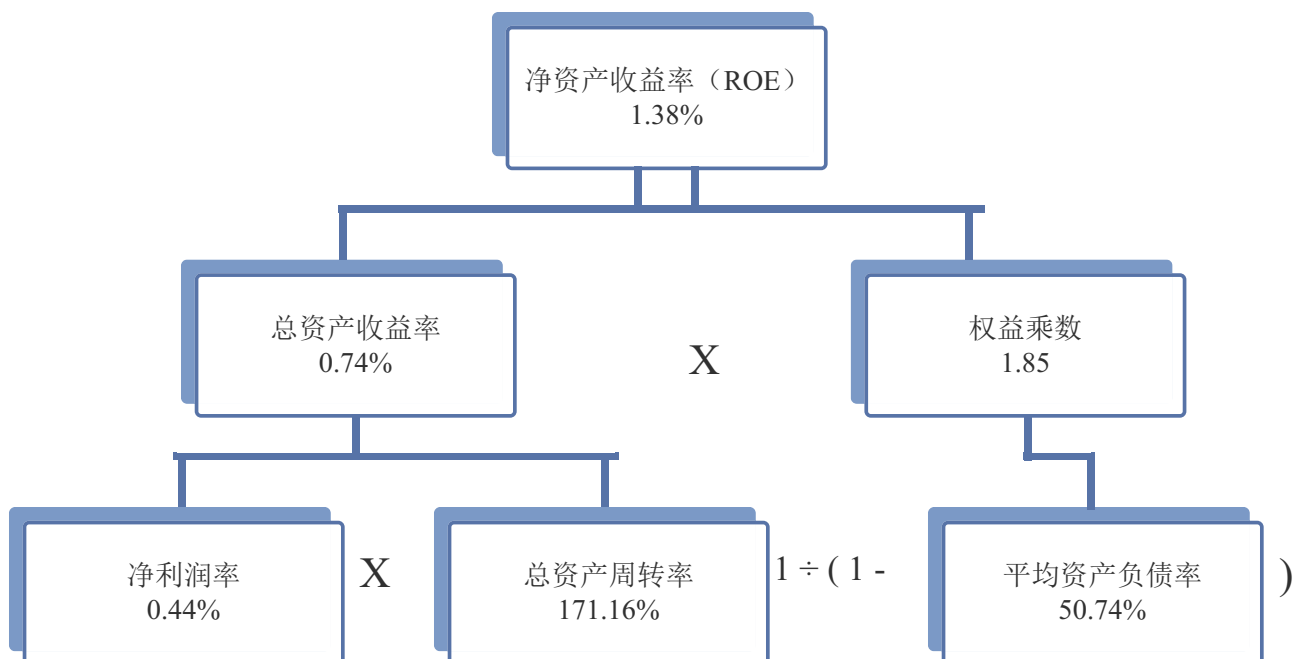 净资产收益率（ROE）
1.38%
总资产收益率
0.74%
X
权益乘数
1.85
净利润率
0.44%
X
总资产周转率
171.16%
1 ÷ ( 1 -
平均资产负债率
50.74%
)